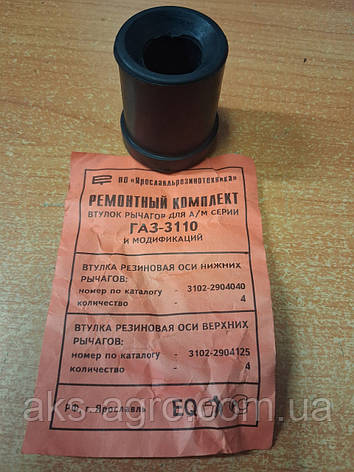 ПО "Ярославльрезинотехника"
РЕМОНТНЫЙ КОМПЛЕКТ
ВТУЛОК РЫЧАГОВ ДЛЯ А/М СЕРИИ
ГАЗ-3110
И МОДИФИКАЦИЙ
ВТУЛКА РЕЗИНОВАЯ ОСИ НИЖНИХ
РЫЧАГОВ:
номер по каталогу - 3102-2904040
количество - 4
ВТУЛКА РЕЗИНОВАЯ ОСИ ВЕРХНИХ
РЫЧАГОВ:
номер по каталогу - 3102-2904125
количество - 4
РФ, г. Ярославль
aks-agro.com.ua